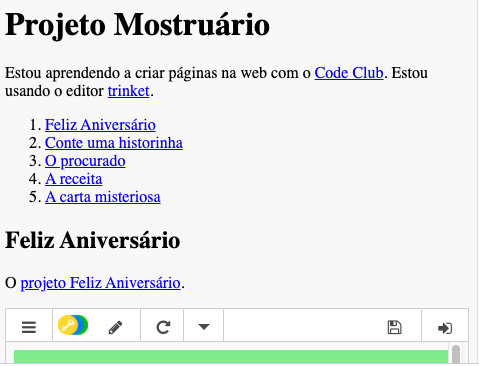 Projeto Mostruário
Estou aprendendo a criar páginas na web com o Code Club. Estou
usando o editor trinket.
1. Feliz Aniversário
2. Conte uma historinha
3. O procurado
4. A receita
5. A carta misteriosa
Feliz Aniversário
O projeto Feliz Aniversário.